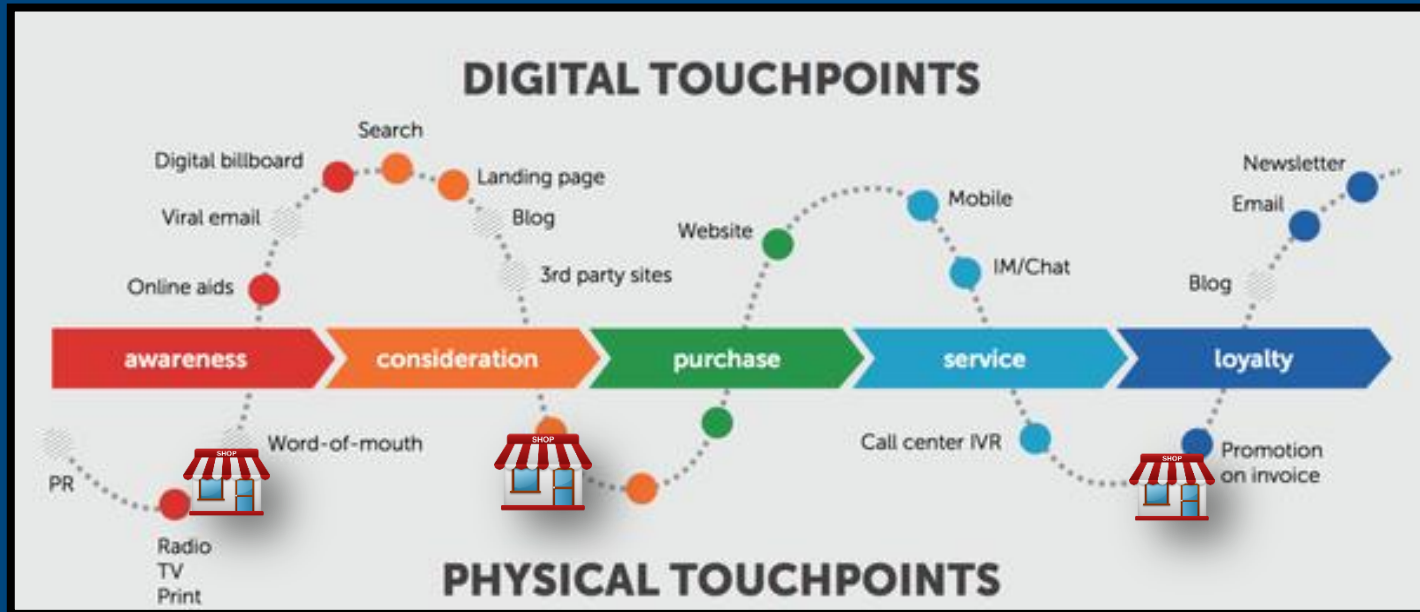 DIGITAL TOUCHPOINTS
Search
Digital billboard
Landing page
Newsletter
Viral email
Blog
Mobile
Email
Website
Online aids
3rd party sites
IM/Chat
Blog
awareness
consideration
purchase
service
loyalty
PR
SHOP
Word-of-mouth
SHOP
Call center IVR
SHOP
Promotion
on invoice
Radio
TV
Print
PHYSICAL TOUCHPOINTS